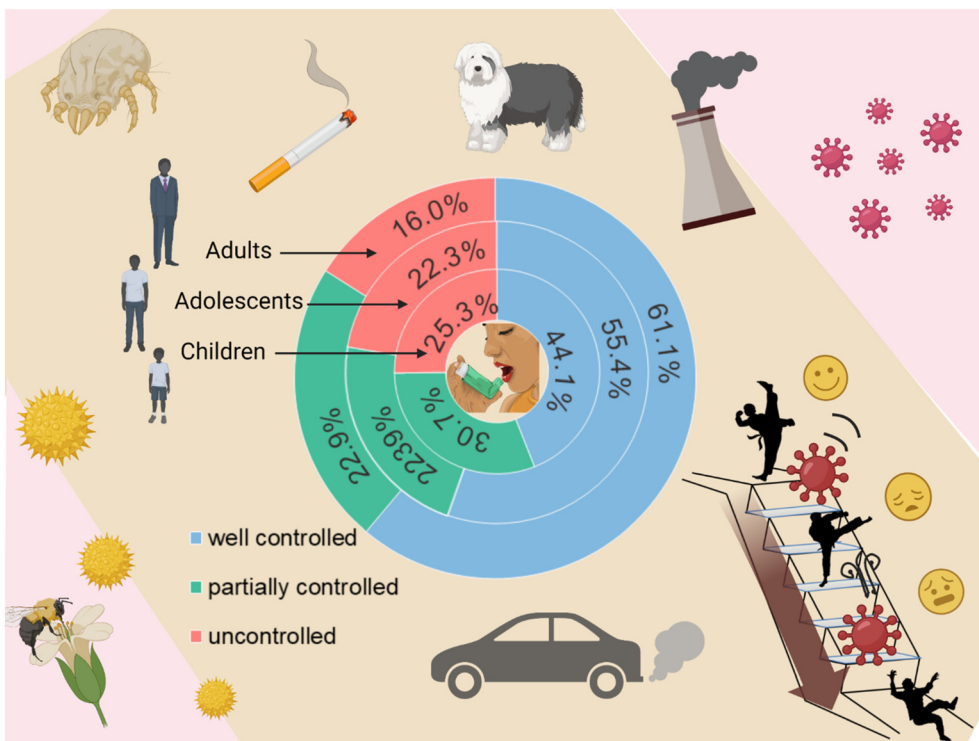 16.0%
22.3%
25.3%
61.1%
55.4%
44.1%
22.9%
2239%
30.7%
Adults
Adolescents
Children
well controlled
partially controlled
uncontrolled